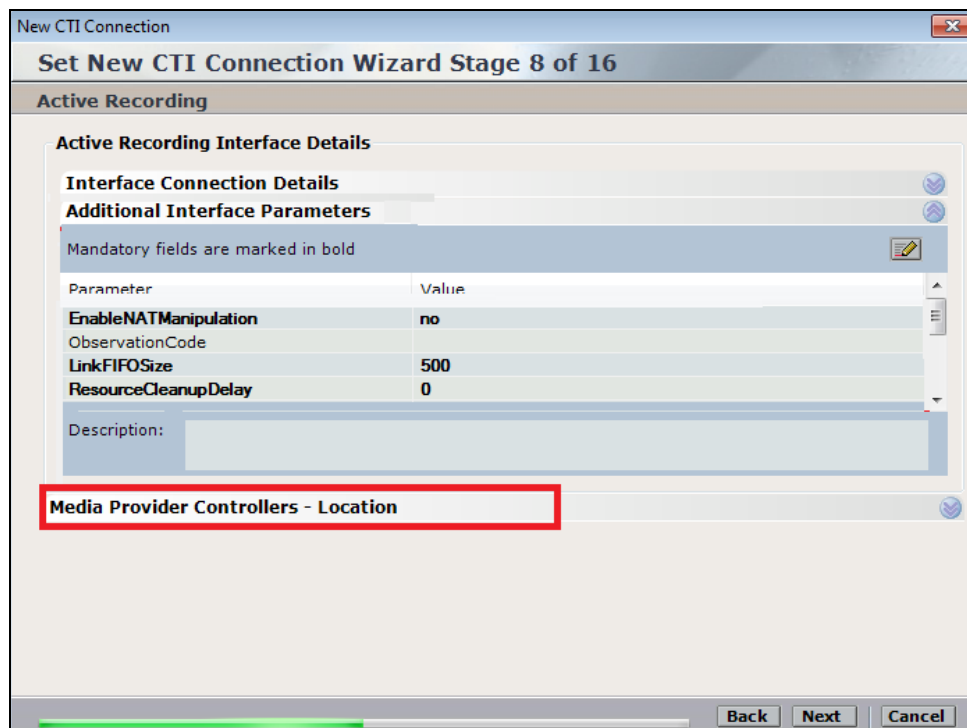 New CTI Connection
Set New CTI Connection Wizard Stage 8 of 16
Active Recording
Active Recording Interface Details
Interface Connection Details
Additional Interface Parameters
Mandatory fields are marked in bold
Parameter Value
EnableNATManipulation no
ObservationCode
LinkFIFOSize 500
ResourceCleanupDelay 0
Description:
Media Provider Controllers - Location
Back Next Cancel